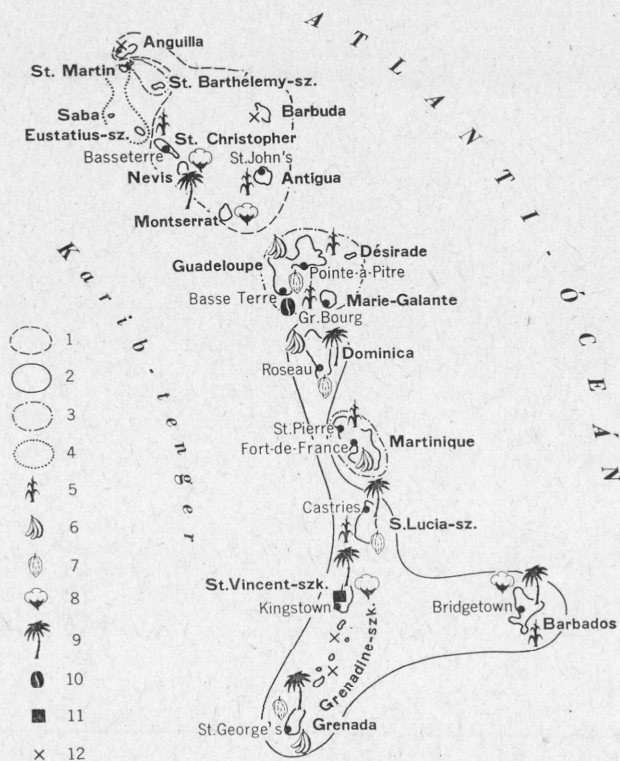 ATLANTI-ÓCEÁN
Anguilla
St. Martin
St. Barthélemy-sz.
Saba
Barbuda
Eustatius-sz.
St. Christopher
Basseterre
St.John's
Nevis
Antigua
Montserrat
Karib-tenger
Guadeloupe
Désirade
Pointe-à-Pitre
Basse Terre
Marie-Galante
Gr.Bourg
Dominica
Roseau
St.Pierre
Fort-de-France
Martinique
Castries
S.Lucia-sz.
St.Vincent-szk.
Kingstown
Bridgetown
Barbados
Grenadine-szk.
St.George's
Grenada
1
2
3
4
5
6
7
8
9
10
11
12